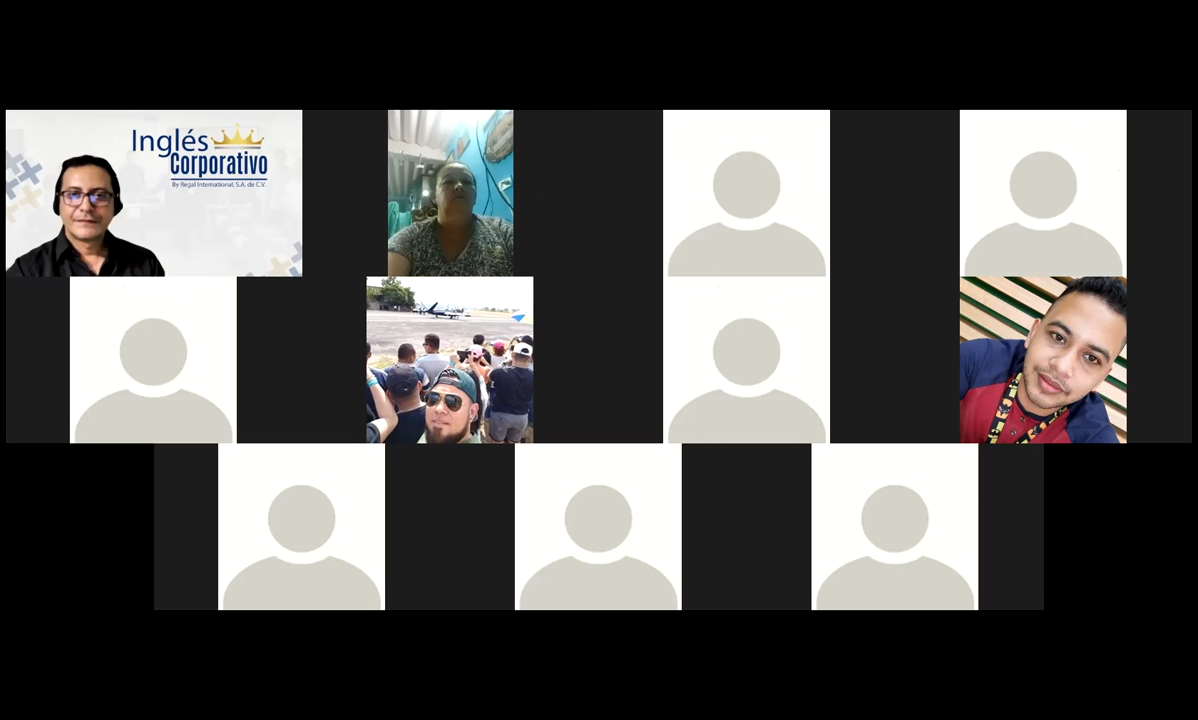 Inglés
Corporativo
By Regal International, S.A. de C.V.